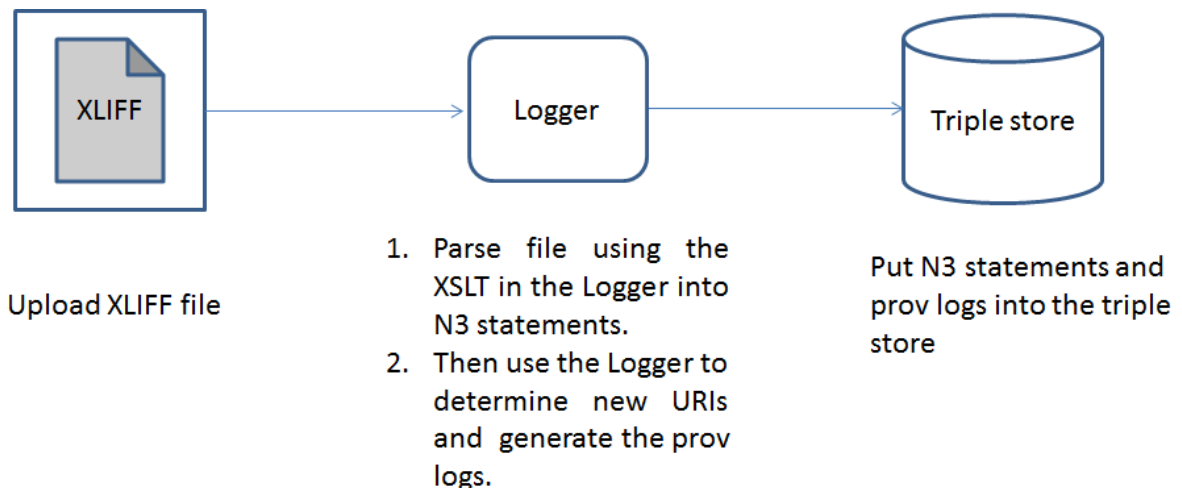 XLIFF
Logger
Triple store
Upload XLIFF file
1. Parse file using the
XSLT in the Logger into
N3 statements.
2. Then use the Logger to
determine new URIs
and generate the prov
logs.
Put N3 statements and
prov logs into the triple
store